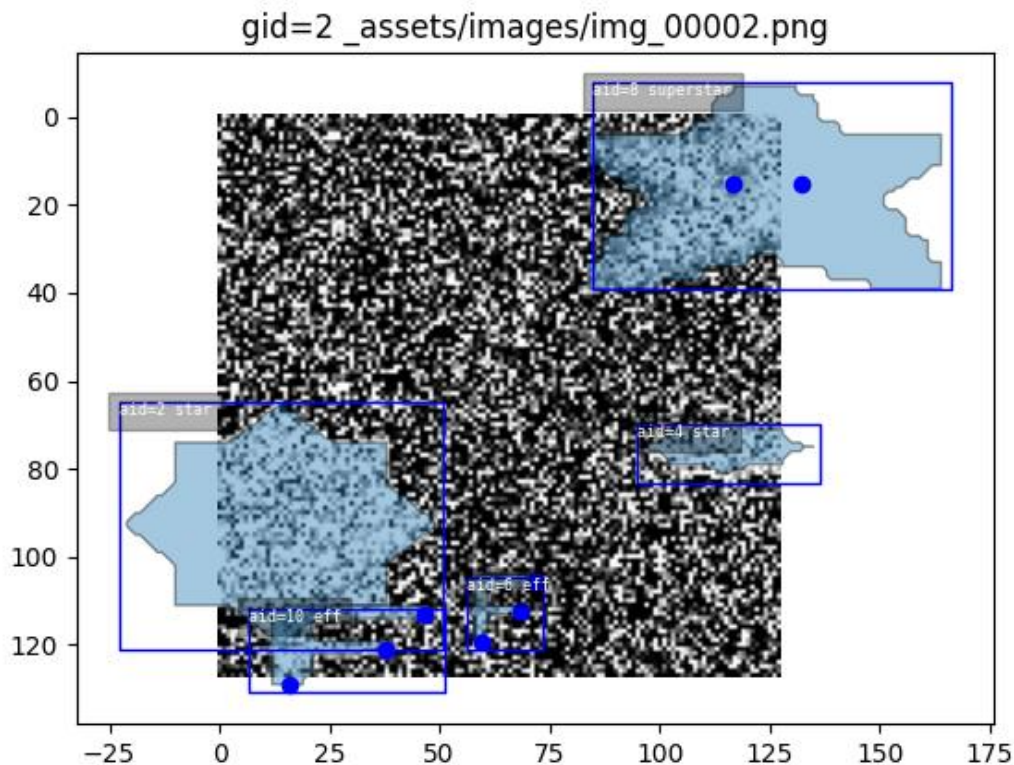 gid=2 _assets/images/img_00002.png
aid=8 superstar
0
20
40
60
aid=2 star
aid=4 star
80
100
aid=6 eff
aid=10 eff
120
−25 0 25 50 75 100 125 150 175